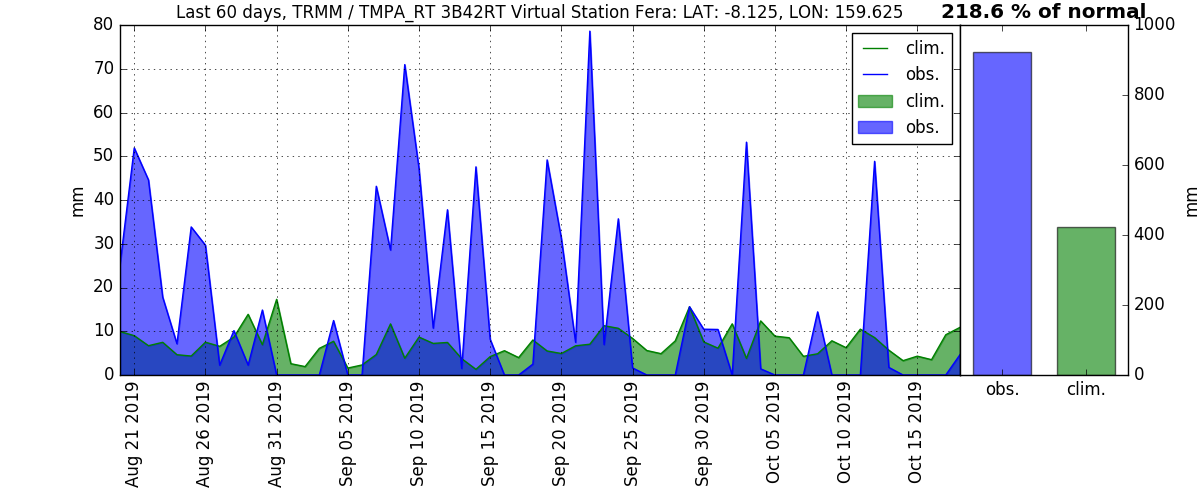 Last 60 days, TRMM / TMPA_RT 3B42RT Virtual Station Fera: LAT: -8.125, LON: 159.625
218.6 % of normal
80
70
60
50
40
30
20
10
0
mm
clim.
obs.
clim.
obs.
Aug 21 2019
Aug 26 2019
Aug 31 2019
Sep 05 2019
Sep 10 2019
Sep 15 2019
Sep 20 2019
Sep 25 2019
Sep 30 2019
Oct 05 2019
Oct 10 2019
Oct 15 2019
1000
800
600
400
200
0
mm
obs.
clim.